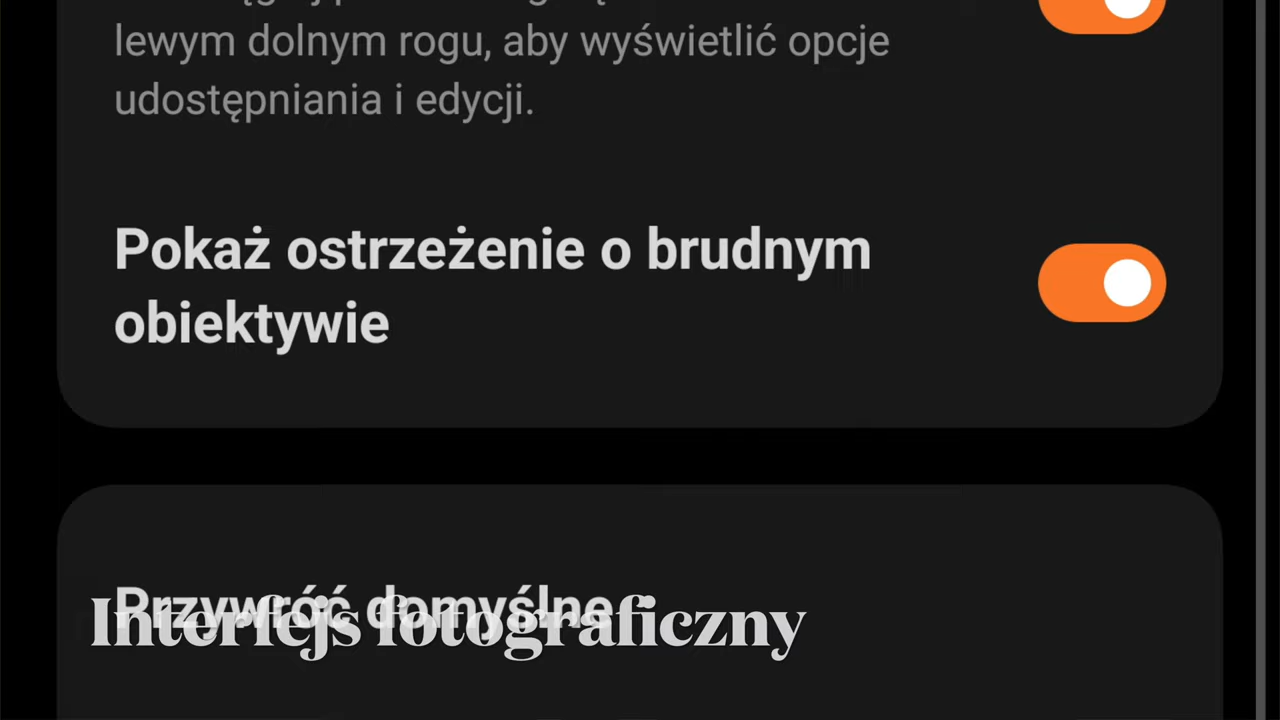 lewym dolnym rogu, aby wyświetlić opcje
udostępniania i edycji.
Pokaż ostrzeżenie o brudnym
obiektywie
Przywróć domyślne
Interfejs fotograficzny